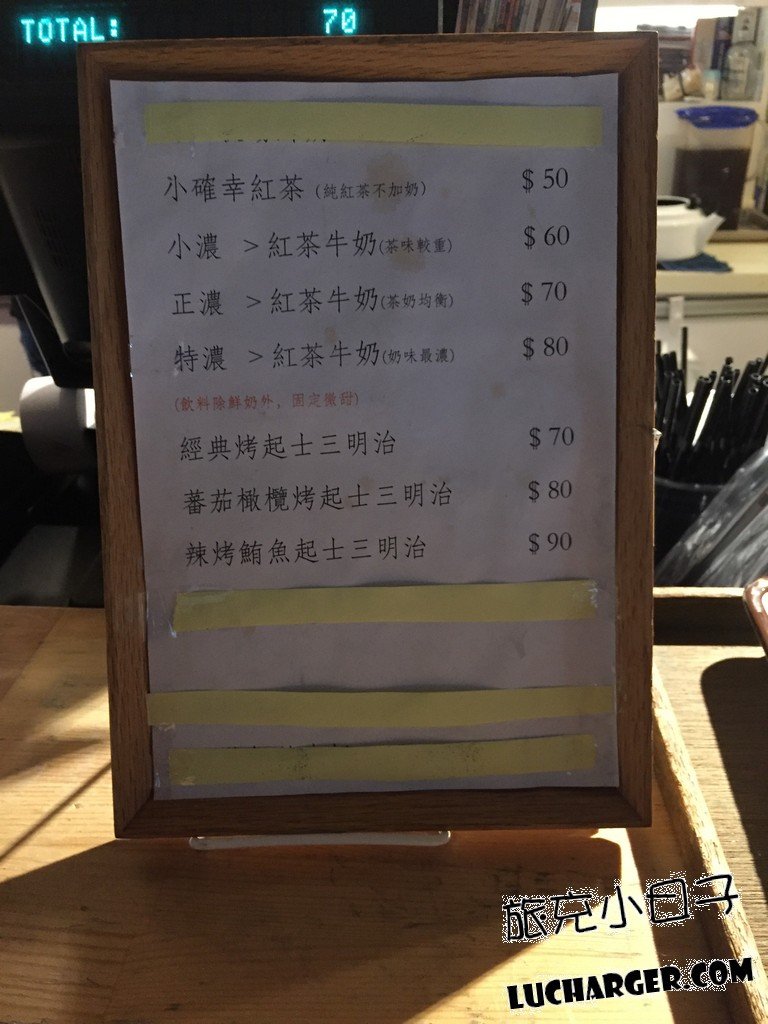 TOTAL: 70
小確幸紅茶 (純紅茶不加奶) $ 50
小濃 > 紅茶牛奶(茶味較重) $ 60
正濃 > 紅茶牛奶(茶奶均衡) $ 70
特濃 > 紅茶牛奶(奶味最濃) $ 80
(飲料除鮮奶外, 固定微甜)
經典烤起士三明治 $ 70
蕃茄橄欖烤起士三明治 $ 80
辣烤鮪魚起士三明治 $ 90
旅充小日子
LUCHARGER.COM